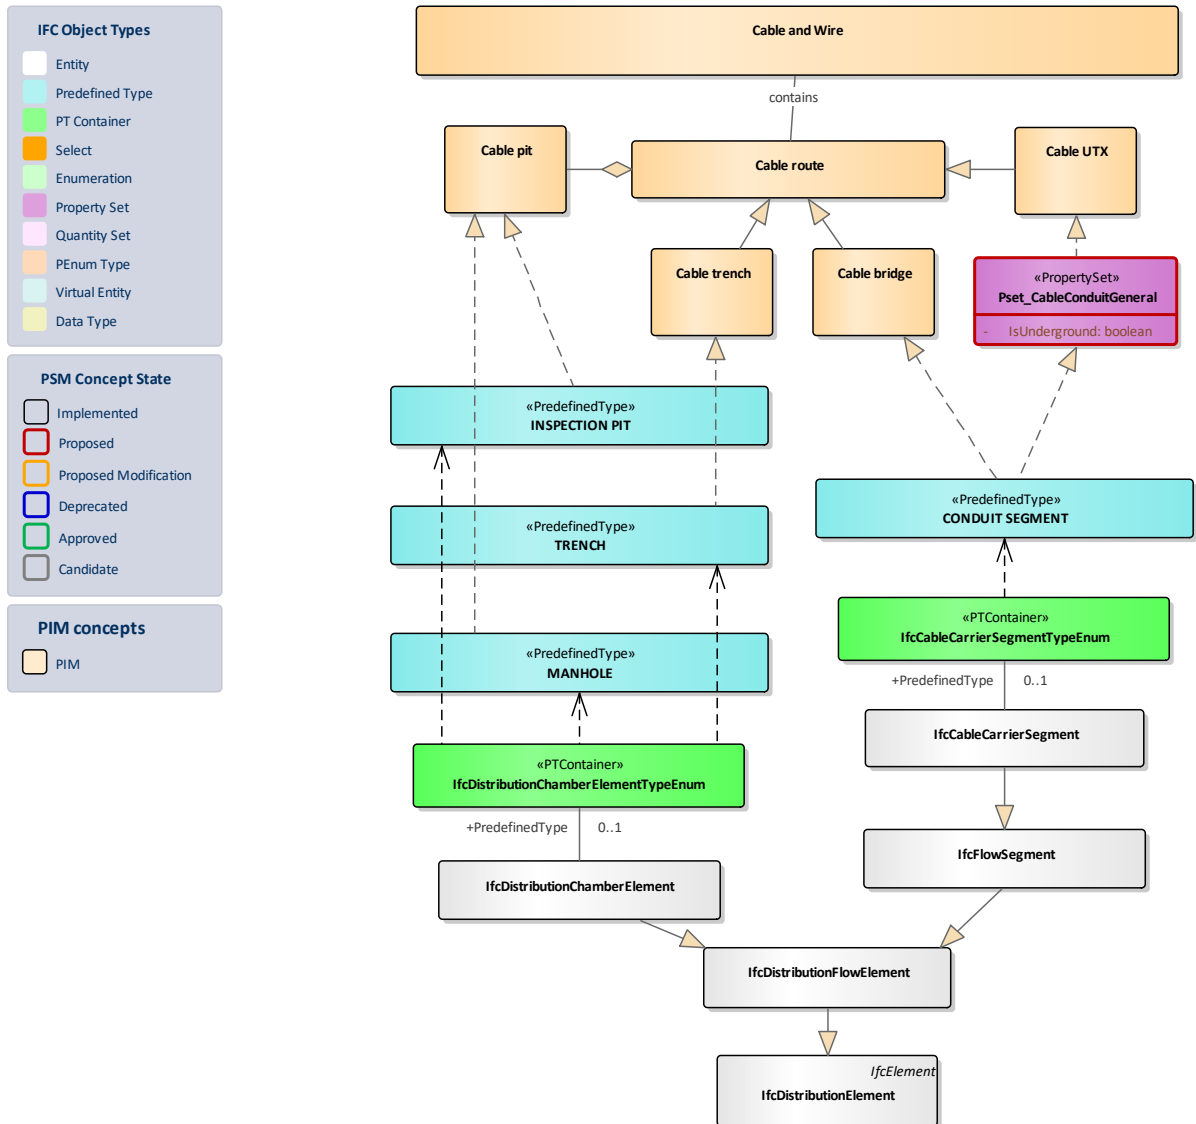 IFC Object Types
Entity
Predefined Type
PT Container
Select
Enumeration
Property Set
Quantity Set
PEnum Type
Virtual Entity
Data Type
PSM Concept State
Implemented
Proposed
Proposed Modification
Deprecated
Approved
Candidate
PIM concepts
PIM
Cable and Wire
contains
Cable pit
Cable route
Cable UTX
Cable trench
Cable bridge
«PropertySet»
Pset_CableConduitGeneral
- IsUnderground: boolean
«PredefinedType»
INSPECTION PIT
«PredefinedType»
TRENCH
«PredefinedType»
CONDUIT SEGMENT
«PredefinedType»
MANHOLE
«PTContainer»
IfcCableCarrierSegmentTypeEnum
+PredefinedType 0..1
IfcCableCarrierSegment
«PTContainer»
IfcDistributionChamberElementTypeEnum
+PredefinedType 0..1
IfcDistributionChamberElement
IfcFlowSegment
IfcDistributionFlowElement
IfcElement
IfcDistributionElement